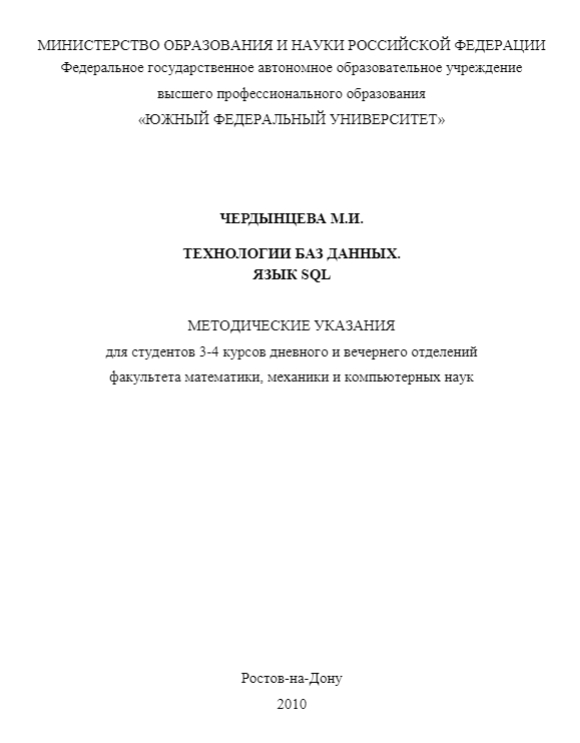 МИНИСТЕРСТВО ОБРАЗОВАНИЯ И НАУКИ РОССИЙСКОЙ ФЕДЕРАЦИИ
Федеральное государственное автономное образовательное учреждение
высшего профессионального образования
«ЮЖНЫЙ ФЕДЕРАЛЬНЫЙ УНИВЕРСИТЕТ»
ЧЕРДЫНЦЕВА М.И.
ТЕХНОЛОГИИ БАЗ ДАННЫХ.
ЯЗЫК SQL
МЕТОДИЧЕСКИЕ УКАЗАНИЯ
для студентов 3-4 курсов дневного и вечернего отделений
факультета математики, механики и компьютерных наук
Ростов-на-Дону
2010